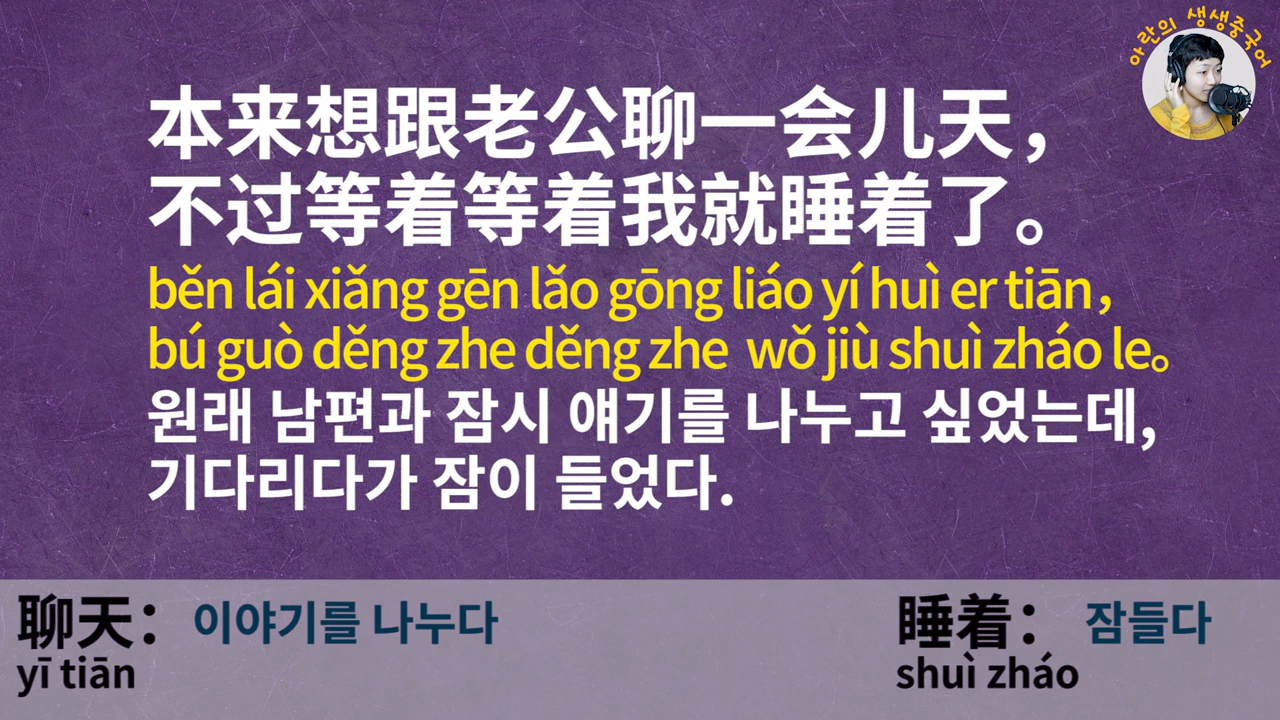 아란의 생생중국어
本来想跟老公聊一会儿天，
不过等着等着我就睡着了。
běn lái xiǎng gēn lǎo gōng liáo yí huì er tiān，
bú guò děng zhe děng zhe wǒ jiù shuì zháo le。
원래 남편과 잠시 얘기를 나누고 싶었는데,
기다리다가 잠이 들었다.
聊天： 이야기를 나누다
yī tiān
睡着： 잠들다
shuì zháo